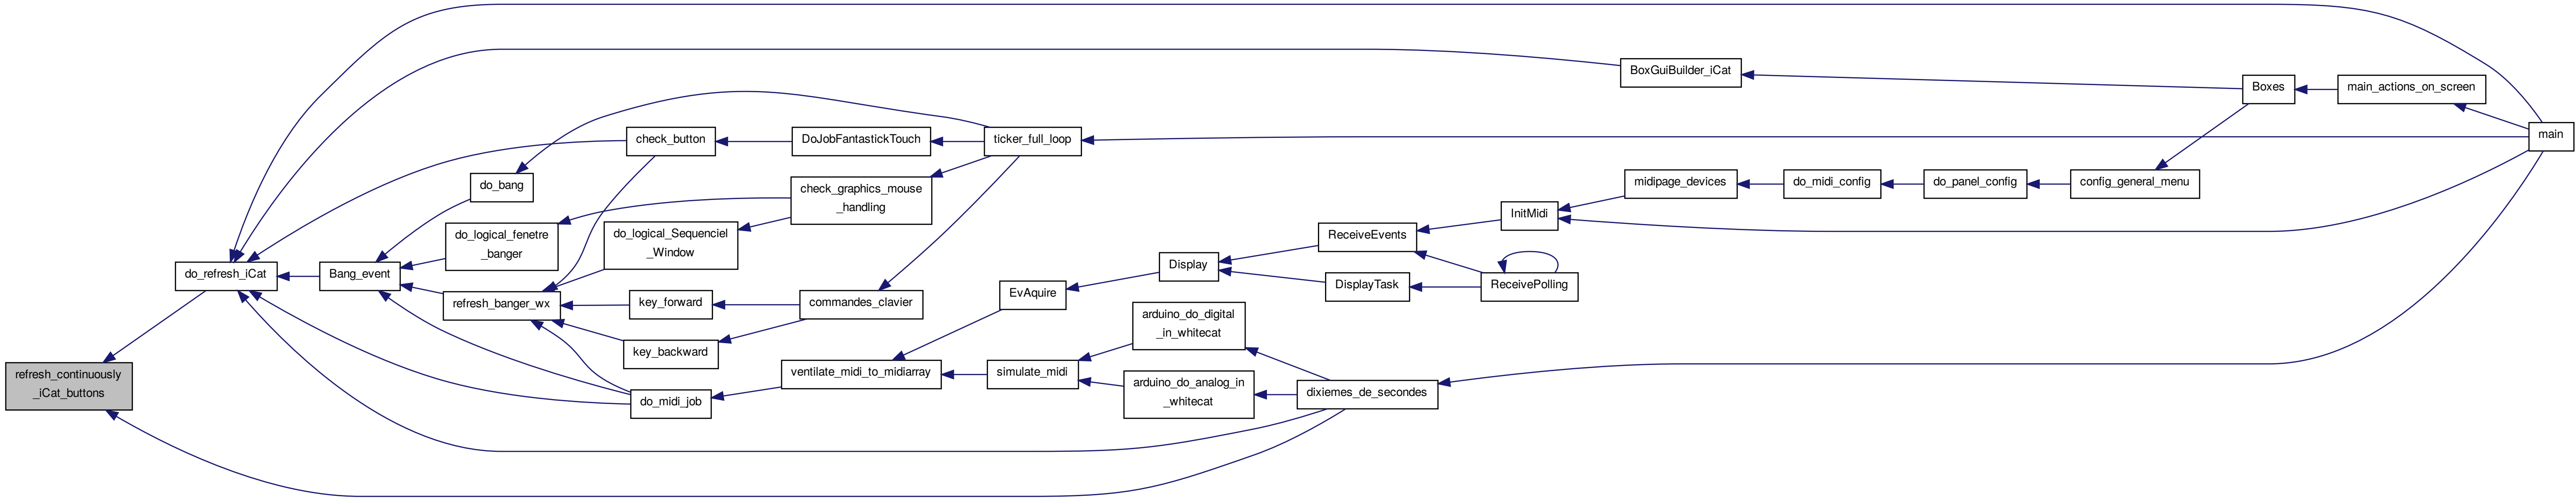 BoxGuiBuilder_iCat
Boxes
main_actions_on_screen
main
check_button
DoJobFantastickTouch
ticker_full_loop
do_bang
check_graphics_mouse
_handling
midipage_devices
do_midi_config
do_panel_config
config_general_menu
InitMidi
do_logical_fenetre
_banger
do_logical_Sequenciel
_Window
ReceiveEvents
do_refresh_iCat
Bang_event
Display
DisplayTask
ReceivePolling
refresh_banger_wx
key_forward
commandes_clavier
EvAquire
arduino_do_digital
_in_whitecat
key_backward
refresh_continuously
_iCat_buttons
ventilate_midi_to_midiarray
simulate_midi
arduino_do_analog_in
_whitecat
dixiemes_de_secondes
do_midi_job